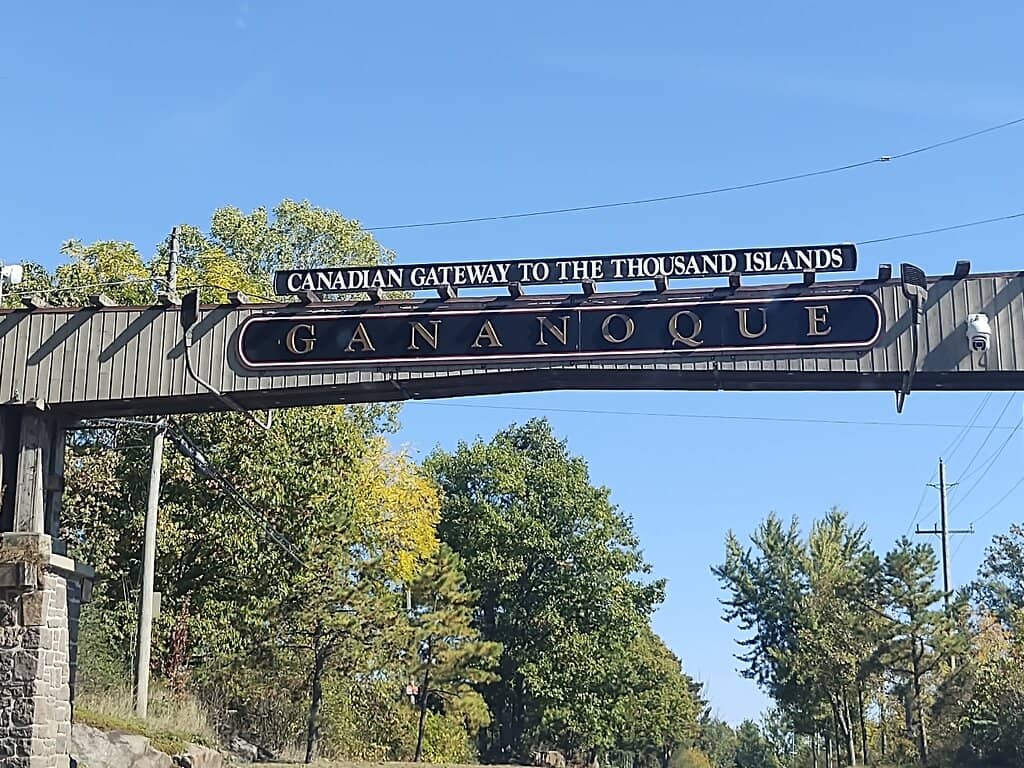 CANADIAN GATEWAY TO THE THOUSAND ISLANDS
GANANOQUE